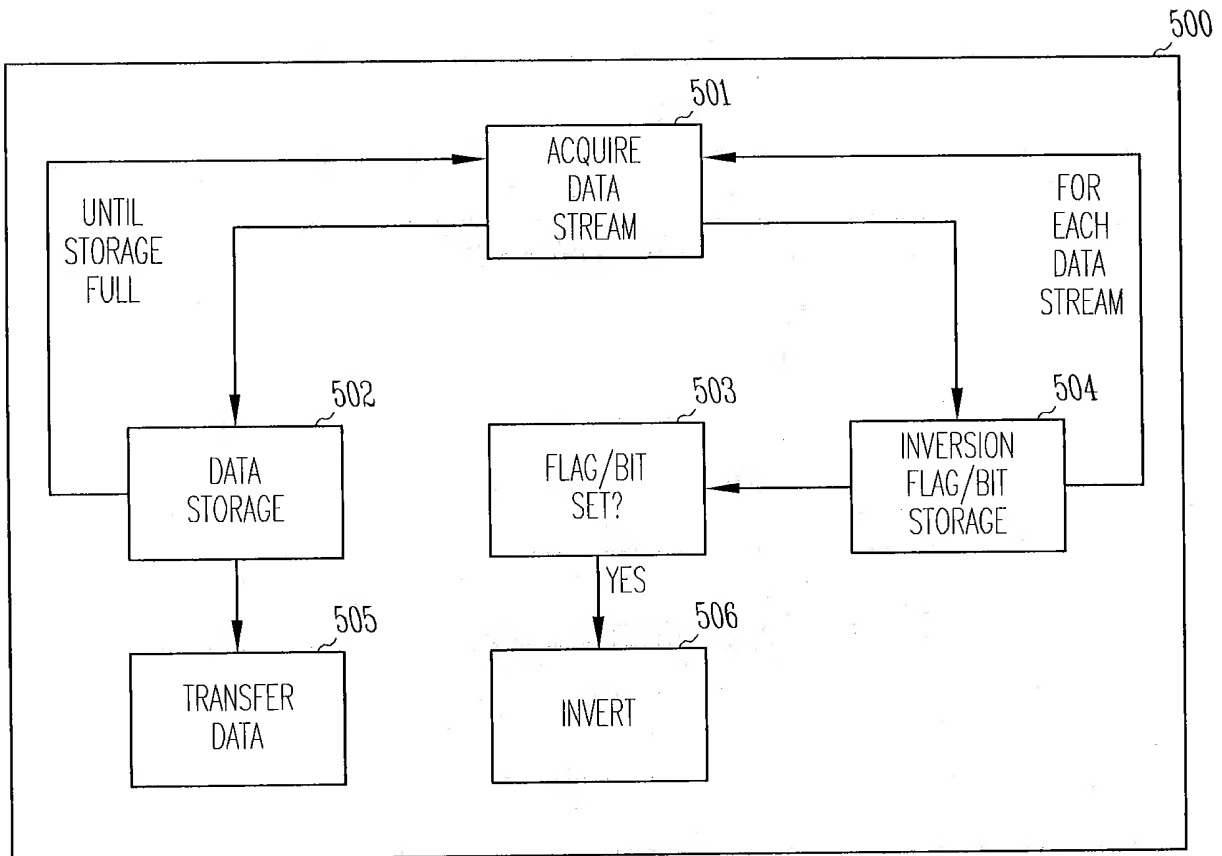 500
501
ACQUIRE
DATA
STREAM
UNTIL
STORAGE
FULL
FOR
EACH
DATA
STREAM
502
DATA
STORAGE
503
FLAG/BIT
SET?
504
INVERSION
FLAG/BIT
STORAGE
YES
505
TRANSFER
DATA
506
INVERT